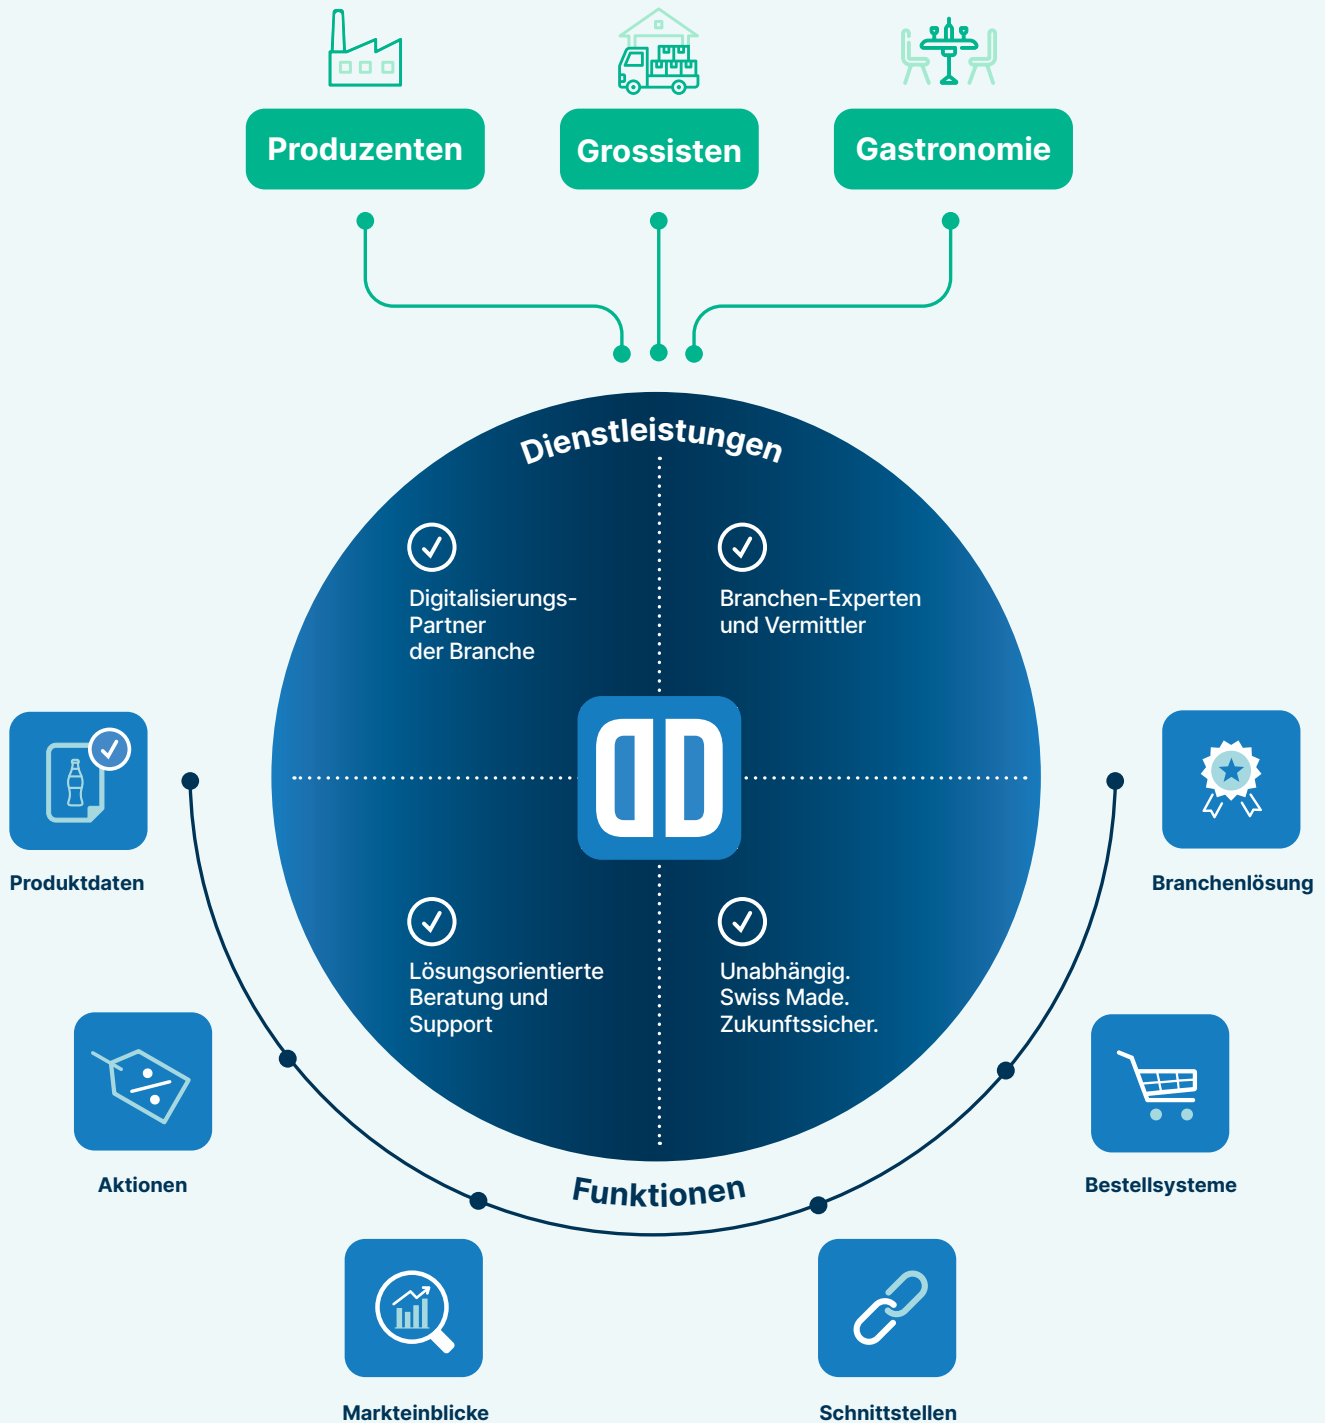 Produzenten
Grossisten
Gastronomie
Dienstleistungen
Digitalisierungs-
Partner
der Branche
Branchen-Experten
und Vermittler
Lösungsorientierte
Beratung und
Support
Unabhängig.
Swiss Made.
Zukunftssicher.
Funktionen
Produktdaten
Aktionen
Markteinblicke
Schnittstellen
Bestellsysteme
Branchenlösung